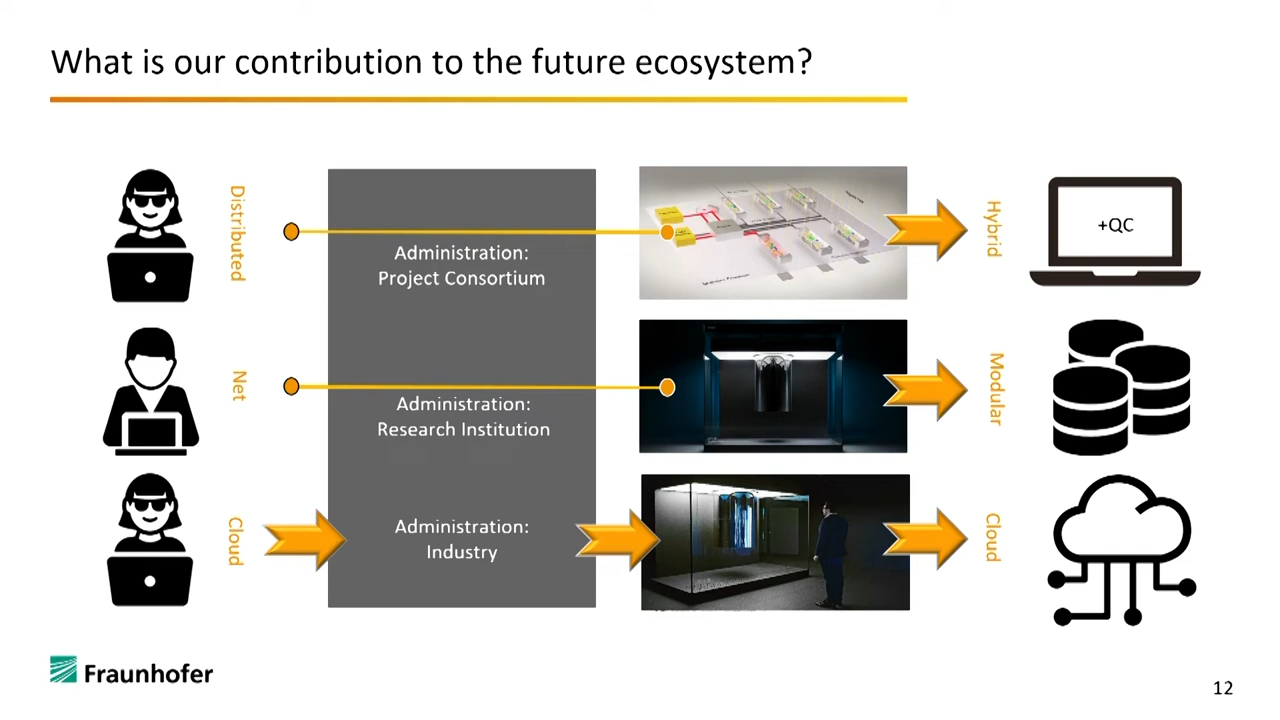 What is our contribution to the future ecosystem?
Distributed
Administration:
Project Consortium
Hybrid
+QC
Net
Administration:
Research Institution
Modular
Cloud
Administration:
Industry
Cloud
Fraunhofer
12